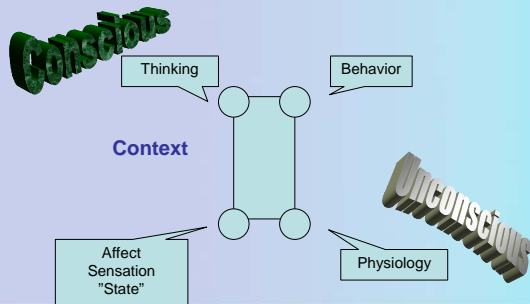 Conscious
Thinking
Behavior
Context
Unconscious
Affect
Sensation
”State”
Physiology